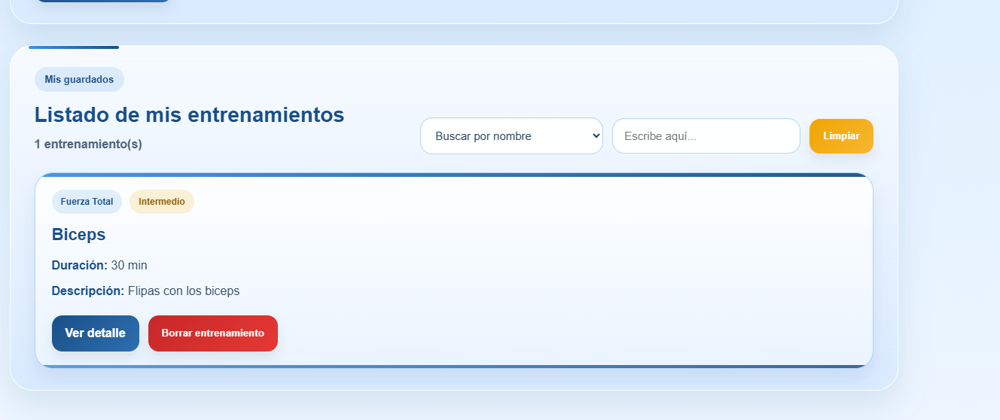 Mis guardados
Listado de mis entrenamientos
1 entrenamiento(s)
Buscar por nombre
Escribe aquí...
Limpiar
Fuerza Total
Intermedio
Biceps
Duración: 30 min
Descripción: Flipas con los biceps
Ver detalle
Borrar entrenamiento